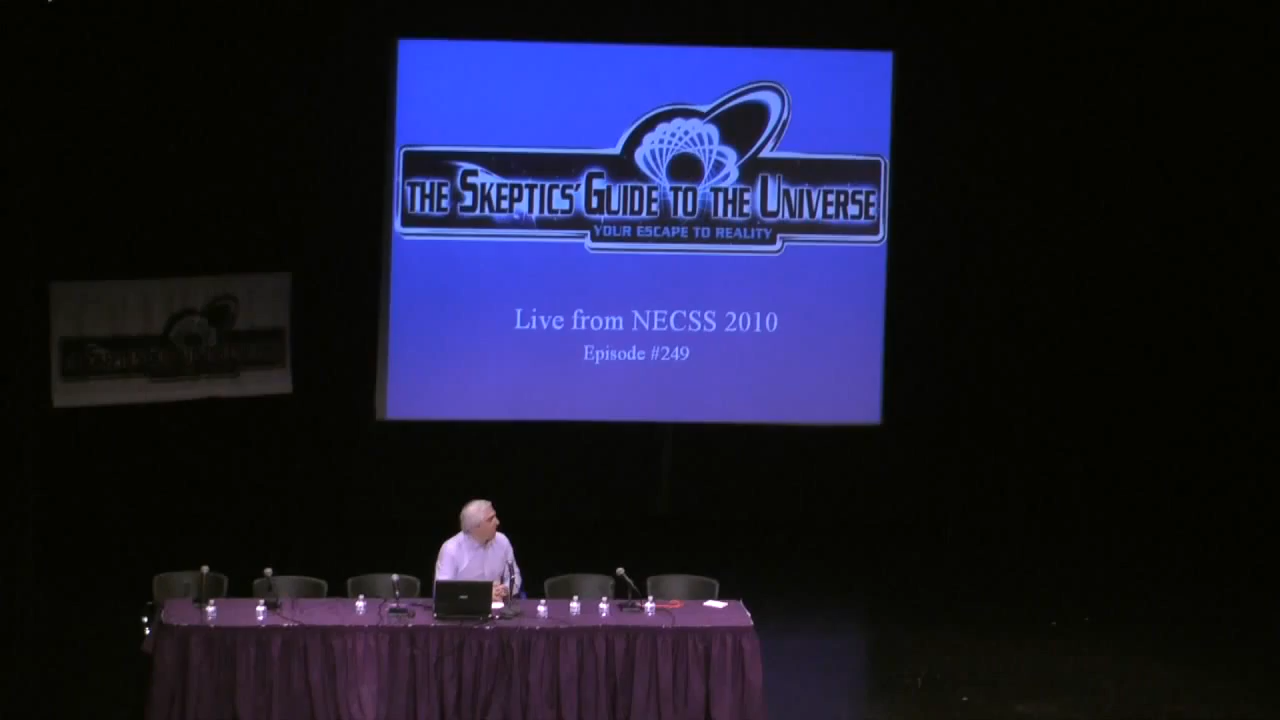 THE SKEPTICS' GUIDE TO THE UNIVERSE
YOUR ESCAPE TO REALITY
Live from NECSS 2010
Episode #249